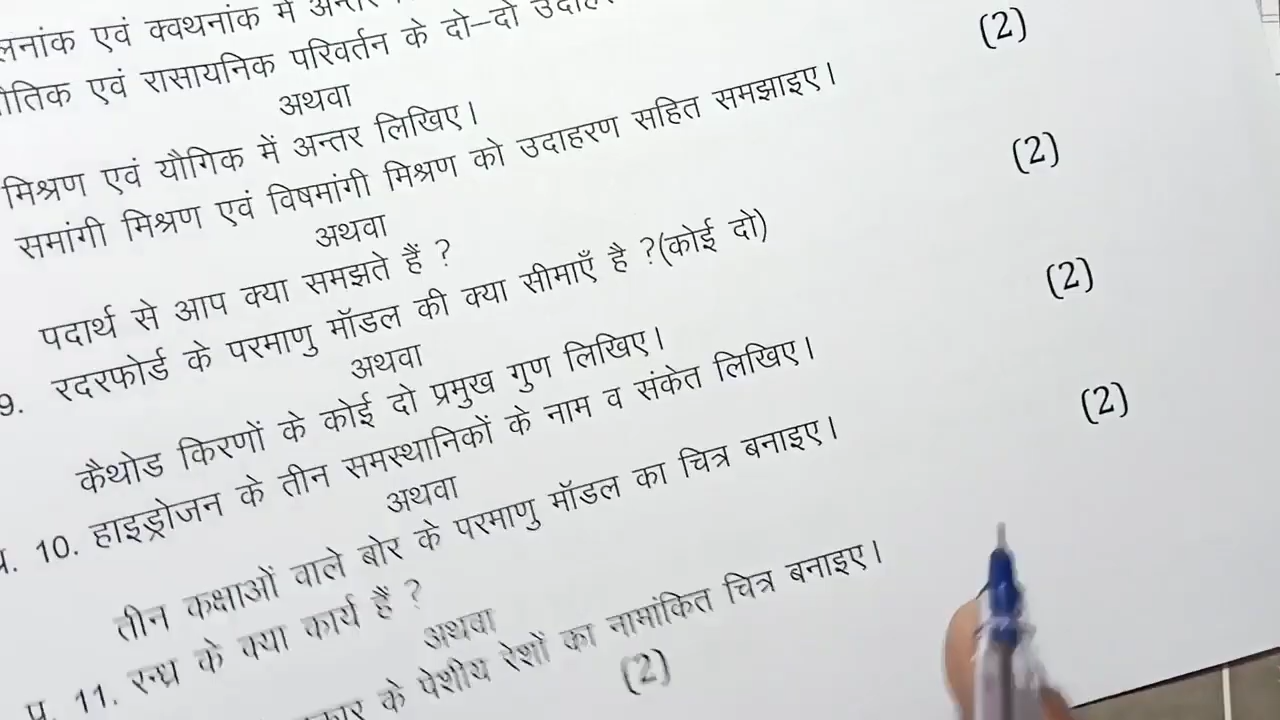 एवं क्वथनांक में अन्तर
एवं रासायनिक परिवर्तन के दो–दो (2)
अथवा
मिश्रण एवं यौगिक में अन्तर लिखिए।
समांगी मिश्रण एवं विषमांगी मिश्रण को उदाहरण सहित समझाइए। (2)
अथवा
पदार्थ से आप क्या समझते हैं ?
9. रदरफोर्ड के परमाणु मॉडल की क्या सीमाएँ है ?(कोई दो) (2)
अथवा
कैथोड किरणों के कोई दो प्रमुख गुण लिखिए।
10. हाइड्रोजन के तीन समस्थानिकों के नाम व संकेत लिखिए। (2)
अथवा
तीन कक्षाओं वाले बोर के परमाणु मॉडल का चित्र बनाइए।
प्र. 11. रन्ध्र के क्या कार्य हैं ?
अथवा
के पेशीय रेशों का नामांकित चित्र बनाइए।
(2)